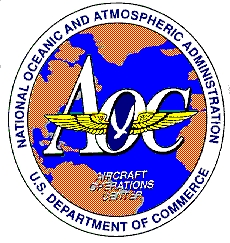 NATIONAL OCEANIC AND ATMOSPHERIC ADMINISTRATION
AOC
AIRCRAFT
OPERATIONS
CENTER
U.S. DEPARTMENT OF COMMERCE